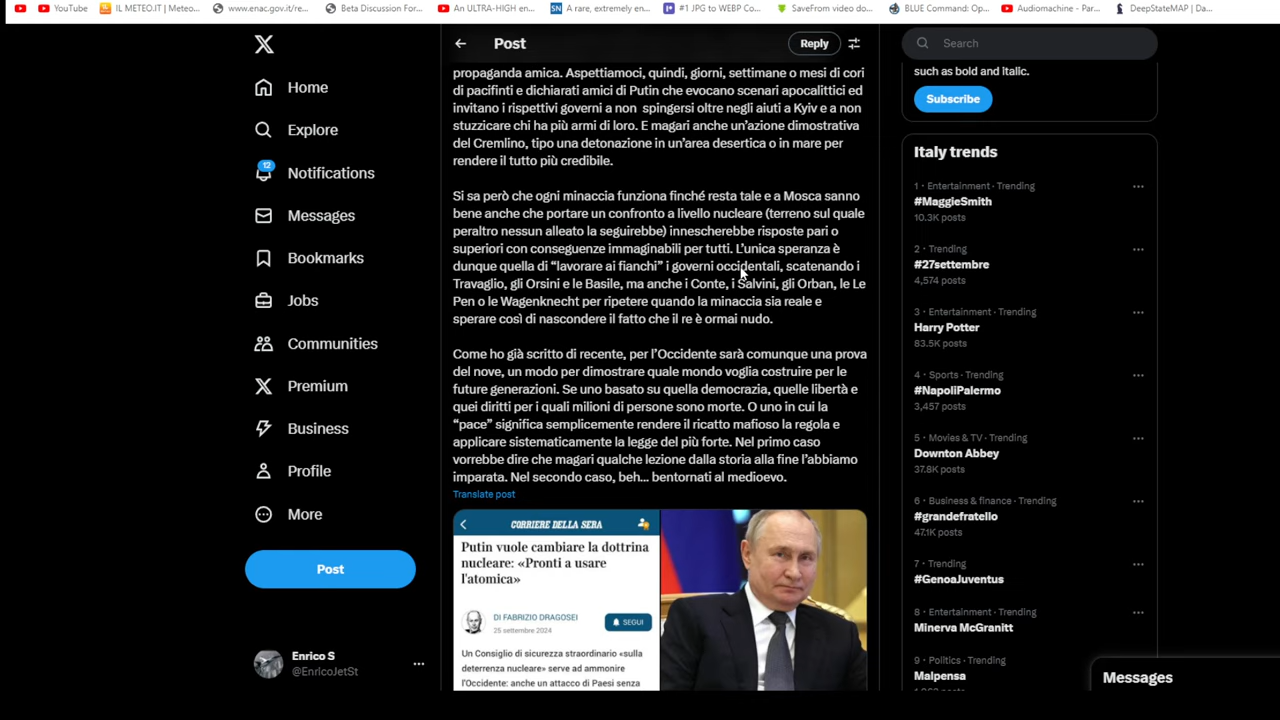 YouTube
IL METEO.IT | Meteo...
www.enac.gov.it/re...
Beta Discussion For...
An ULTRA-HIGH en...
A rare, extremely en...
#1 JPG to WEBP Co...
SaveFrom video do...
BLUE Command: Op...
Audiomachine - Par...
DeepStateMAP | Da...
Home
Explore
12
Notifications
Messages
Bookmarks
Jobs
Communities
Premium
Business
Profile
More
Post
Enrico S
@EnricoJetSt
Post
Reply
propaganda amica. Aspettiamoci, quindi, giorni, settimane o mesi di cori
di pacifinti e dichiarati amici di Putin che evocano scenari apocalittici ed
invitano i rispettivi governi a non spingersi oltre negli aiuti a Kyiv e a non
stuzzicare chi ha più armi di loro. E magari anche un’azione dimostrativa
del Cremlino, tipo una detonazione in un’area desertica o in mare per
rendere il tutto più credibile.
Si sa però che ogni minaccia funziona finché resta tale e a Mosca sanno
bene anche che portare un confronto a livello nucleare (terreno sul quale
peraltro nessun alleato la seguirebbe) innescherebbe risposte pari o
superiori con conseguenze immaginabili per tutti. L’unica speranza è
dunque quella di “lavorare ai fianchi” i governi occidentali, scatenando i
Travaglio, gli Orsini e le Basile, ma anche i Conte, i Salvini, gli Orban, le Le
Pen o le Wagenknecht per ripetere quando la minaccia sia reale e
sperare così di nascondere il fatto che il re è ormai nudo.
Come ho già scritto di recente, per l’Occidente sarà comunque una prova
del nove, un modo per dimostrare quale mondo voglia costruire per le
future generazioni. Se uno basato su quella democrazia, quelle libertà e
quei diritti per i quali milioni di persone sono morte. O uno in cui la
“pace” significa semplicemente rendere il ricatto mafioso la regola e
applicare sistematicamente la legge del più forte. Nel primo caso
vorrebbe dire che magari qualche lezione dalla storia alla fine l’abbiamo
imparata. Nel secondo caso, beh... bentornati al medioevo.
Translate post
CORRIERE DELLA SERA
Putin vuole cambiare la dottrina
nucleare: «Pronti a usare
l'atomica»
DI FABRIZIO DRAGOSEI
25 settembre 2024
SEGUI
Un Consiglio di sicurezza straordinario «sulla
deterrenza nucleare» serve ad ammonire
l'Occidente: anche un attacco di Paesi senza
Search
such as bold and italic.
Subscribe
Italy trends
1 · Entertainment · Trending
#MaggieSmith
10.3K posts
2 · Trending
#27settembre
4,574 posts
3 · Entertainment · Trending
Harry Potter
83.5K posts
4 · Sports · Trending
#NapoliPalermo
3,457 posts
5 · Movies & TV · Trending
Downton Abbey
37.8K posts
6 · Business & finance · Trending
#grandefratello
47.1K posts
7 · Trending
#GenoaJuventus
8 · Entertainment · Trending
Minerva McGranitt
9 · Politics · Trending
Malpensa
Messages